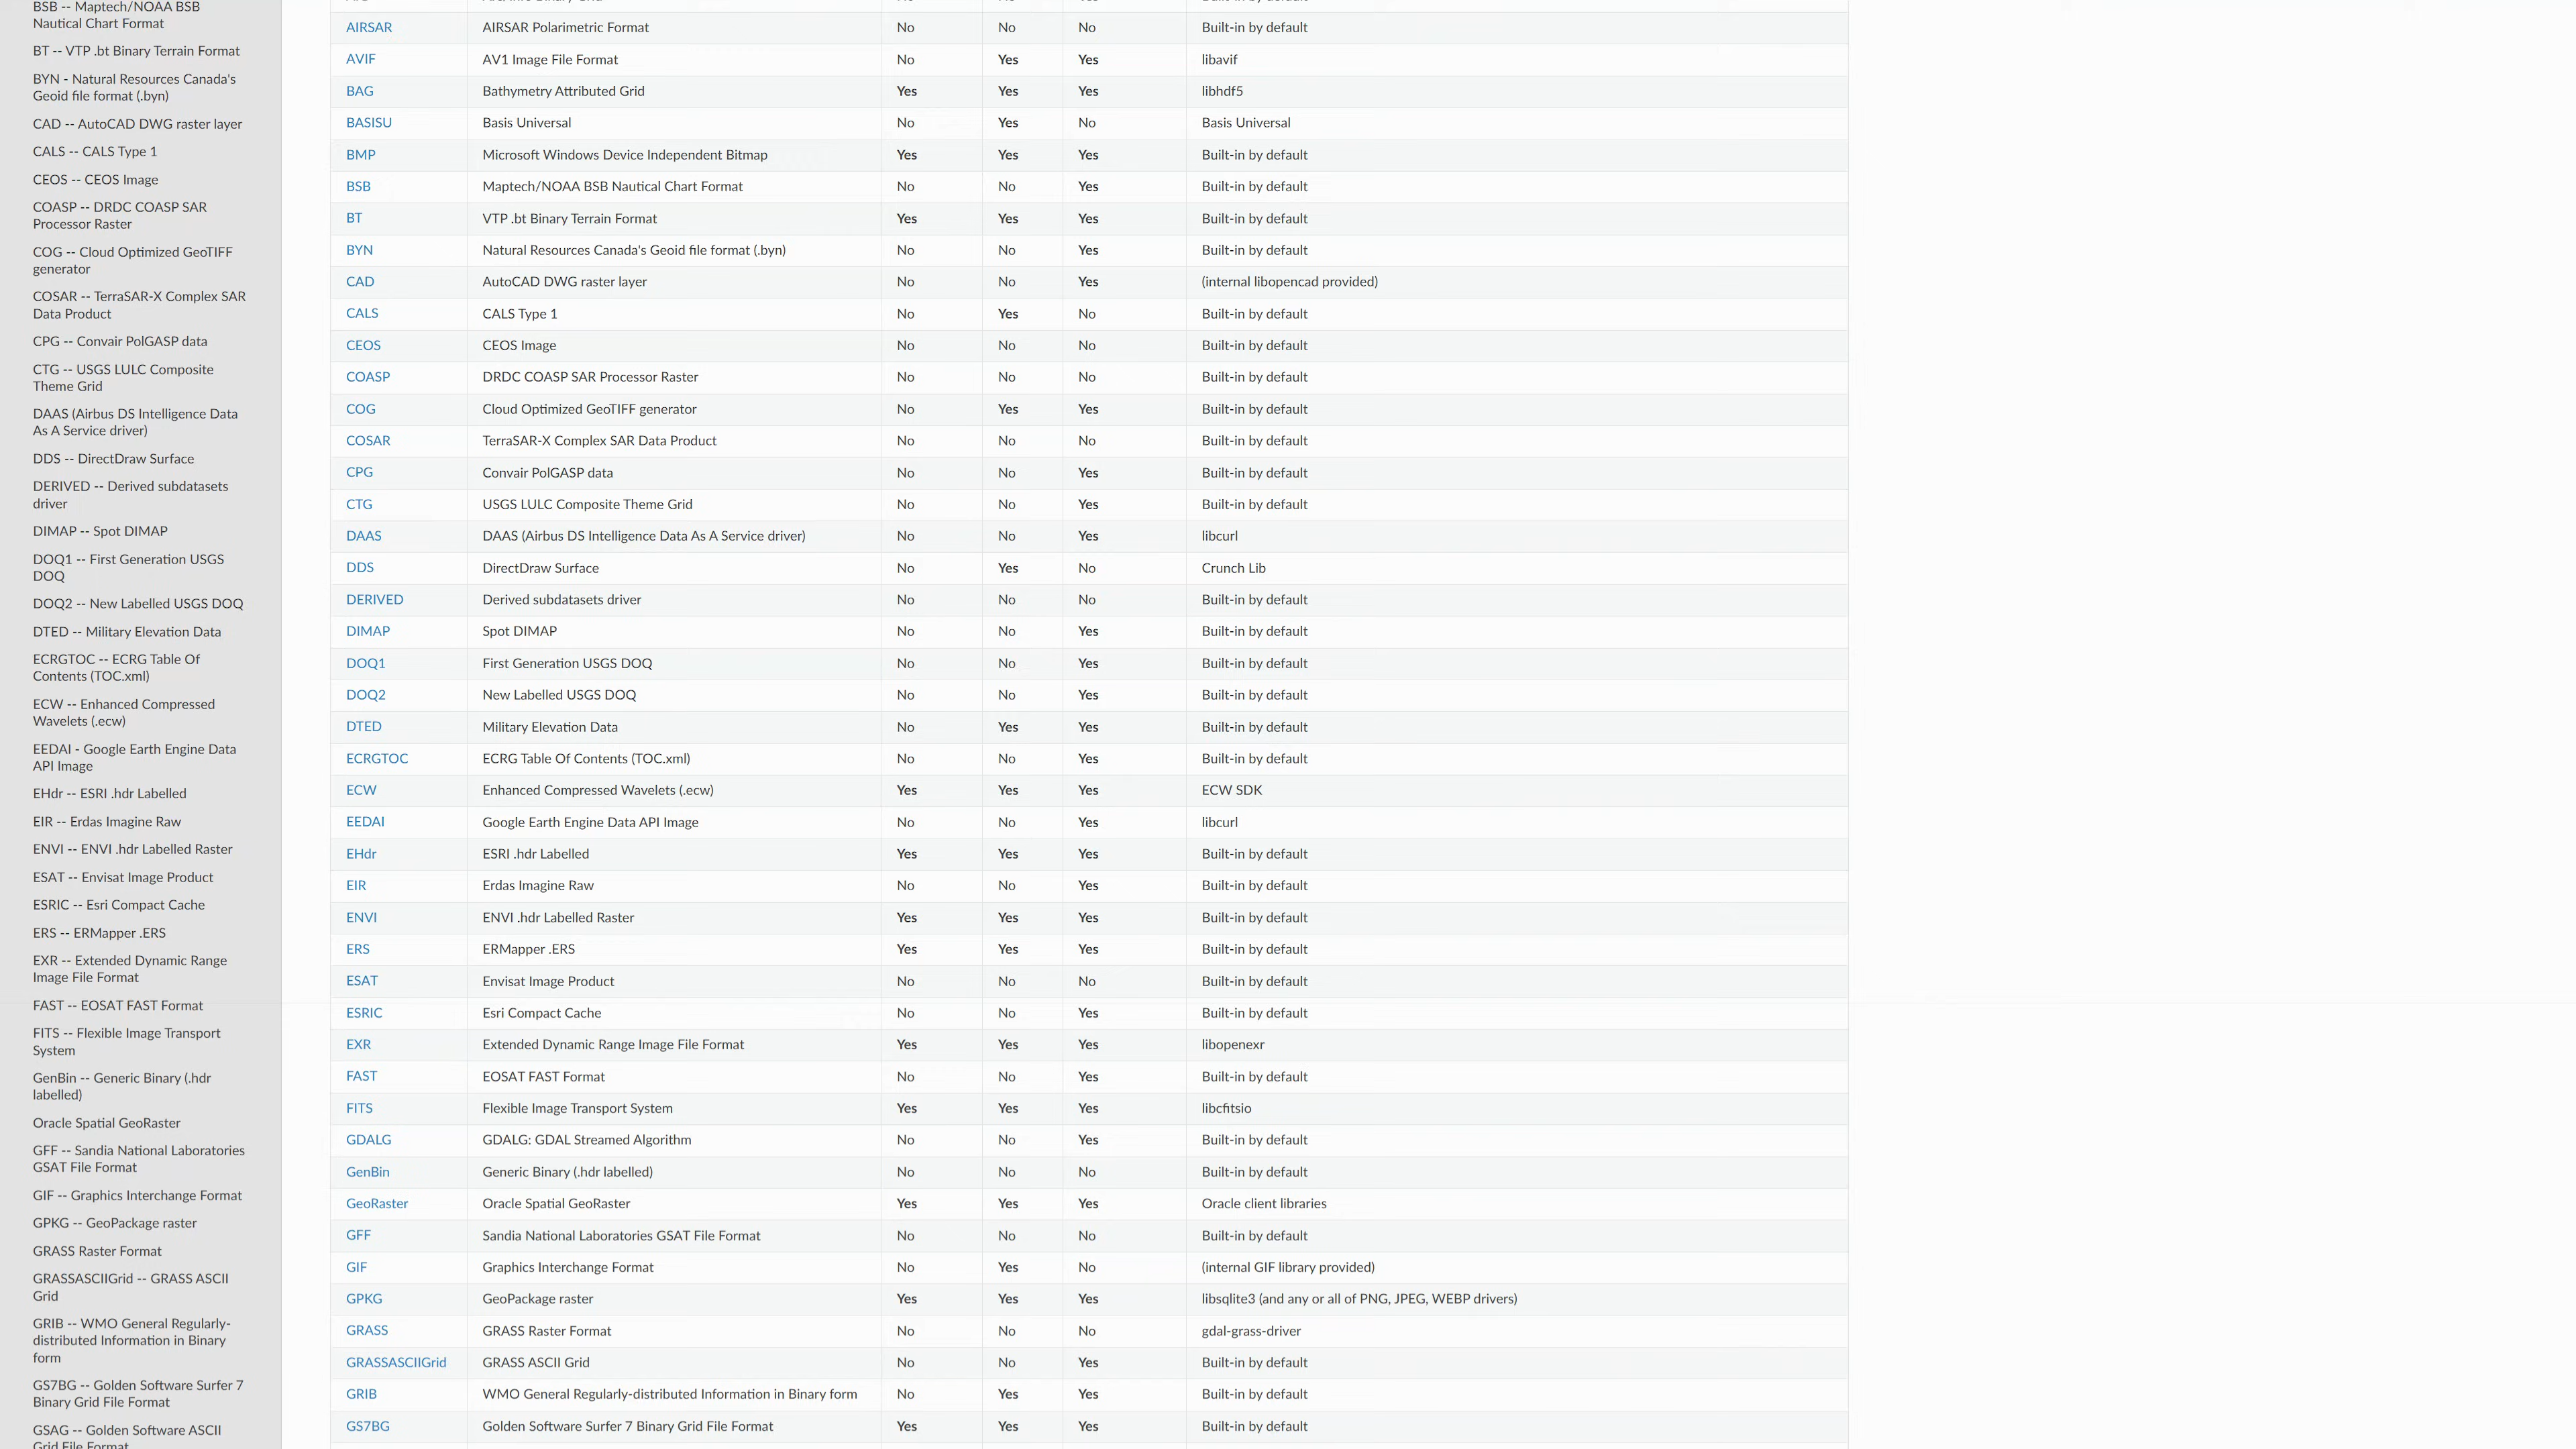 BSB -- Maptech/NOAA BSB
Nautical Chart Format
BT -- VTP .bt Binary Terrain Format
BYN - Natural Resources Canada's
Geoid file format (.byn)
CAD -- AutoCAD DWG raster layer
CALS -- CALS Type 1
CEOS -- CEOS Image
COASP -- DRDC COASP SAR
Processor Raster
COG -- Cloud Optimized GeoTIFF
generator
COSAR -- TerraSAR-X Complex SAR
Data Product
CPG -- Convair PolGASP data
CTG -- USGS LULC Composite
Theme Grid
DAAS (Airbus DS Intelligence Data
As A Service driver)
DDS -- DirectDraw Surface
DERIVED -- Derived subdatasets
driver
DIMAP -- Spot DIMAP
DOQ1 -- First Generation USGS
DOQ
DOQ2 -- New Labelled USGS DOQ
DTED -- Military Elevation Data
ECRGTOC -- ECRG Table Of
Contents (TOC.xml)
ECW -- Enhanced Compressed
Wavelets (.ecw)
EEDAI - Google Earth Engine Data
API Image
EHdr -- ESRI .hdr Labelled
EIR -- Erdas Imagine Raw
ENVI -- ENVI .hdr Labelled Raster
ESAT -- Envisat Image Product
ESRIC -- Esri Compact Cache
ERS -- ERMapper .ERS
EXR -- Extended Dynamic Range
Image File Format
FAST -- EOSAT FAST Format
FITS -- Flexible Image Transport
System
GenBin -- Generic Binary (.hdr
labelled)
Oracle Spatial GeoRaster
GFF -- Sandia National Laboratories
GSAT File Format
GIF -- Graphics Interchange Format
GPKG -- GeoPackage raster
GRASS Raster Format
GRASSASCIIGrid -- GRASS ASCII
Grid
GRIB -- WMO General Regularly-
distributed Information in Binary
form
GS7BG -- Golden Software Surfer 7
Binary Grid File Format
GSAG -- Golden Software ASCII
Grid File Format
AIRSAR AIRSAR Polarimetric Format No No No Built-in by default
AVIF AV1 Image File Format No Yes Yes libavif
BAG Bathymetry Attributed Grid Yes Yes Yes libhdf5
BASISU Basis Universal No Yes No Basis Universal
BMP Microsoft Windows Device Independent Bitmap Yes Yes Yes Built-in by default
BSB Maptech/NOAA BSB Nautical Chart Format No No Yes Built-in by default
BT VTP .bt Binary Terrain Format Yes Yes Yes Built-in by default
BYN Natural Resources Canada's Geoid file format (.byn) No No Yes Built-in by default
CAD AutoCAD DWG raster layer No No Yes (internal libopencad provided)
CALS CALS Type 1 No Yes No Built-in by default
CEOS CEOS Image No No No Built-in by default
COASP DRDC COASP SAR Processor Raster No No No Built-in by default
COG Cloud Optimized GeoTIFF generator No Yes Yes Built-in by default
COSAR TerraSAR-X Complex SAR Data Product No No No Built-in by default
CPG Convair PolGASP data No No Yes Built-in by default
CTG USGS LULC Composite Theme Grid No No Yes Built-in by default
DAAS DAAS (Airbus DS Intelligence Data As A Service driver) No No Yes libcurl
DDS DirectDraw Surface No Yes No Crunch Lib
DERIVED Derived subdatasets driver No No No Built-in by default
DIMAP Spot DIMAP No No Yes Built-in by default
DOQ1 First Generation USGS DOQ No No Yes Built-in by default
DOQ2 New Labelled USGS DOQ No No Yes Built-in by default
DTED Military Elevation Data No Yes Yes Built-in by default
ECRGTOC ECRG Table Of Contents (TOC.xml) No No Yes Built-in by default
ECW Enhanced Compressed Wavelets (.ecw) Yes Yes Yes ECW SDK
EEDAI Google Earth Engine Data API Image No No Yes libcurl
EHdr ESRI .hdr Labelled Yes Yes Yes Built-in by default
EIR Erdas Imagine Raw No No Yes Built-in by default
ENVI ENVI .hdr Labelled Raster Yes Yes Yes Built-in by default
ERS ERMapper .ERS Yes Yes Yes Built-in by default
ESAT Envisat Image Product No No No Built-in by default
ESRIC Esri Compact Cache No No Yes Built-in by default
EXR Extended Dynamic Range Image File Format Yes Yes Yes libopenexr
FAST EOSAT FAST Format No No Yes Built-in by default
FITS Flexible Image Transport System Yes Yes Yes libcfitsio
GDALG GDALG: GDAL Streamed Algorithm No No Yes Built-in by default
GenBin Generic Binary (.hdr labelled) No No No Built-in by default
GeoRaster Oracle Spatial GeoRaster Yes Yes Yes Oracle client libraries
GFF Sandia National Laboratories GSAT File Format No No No Built-in by default
GIF Graphics Interchange Format No Yes No (internal GIF library provided)
GPKG GeoPackage raster Yes Yes Yes libsqlite3 (and any or all of PNG, JPEG, WEBP drivers)
GRASS GRASS Raster Format No No No gdal-grass-driver
GRASSASCIIGrid GRASS ASCII Grid No No Yes Built-in by default
GRIB WMO General Regularly-distributed Information in Binary form No Yes Yes Built-in by default
GS7BG Golden Software Surfer 7 Binary Grid File Format Yes Yes Yes Built-in by default